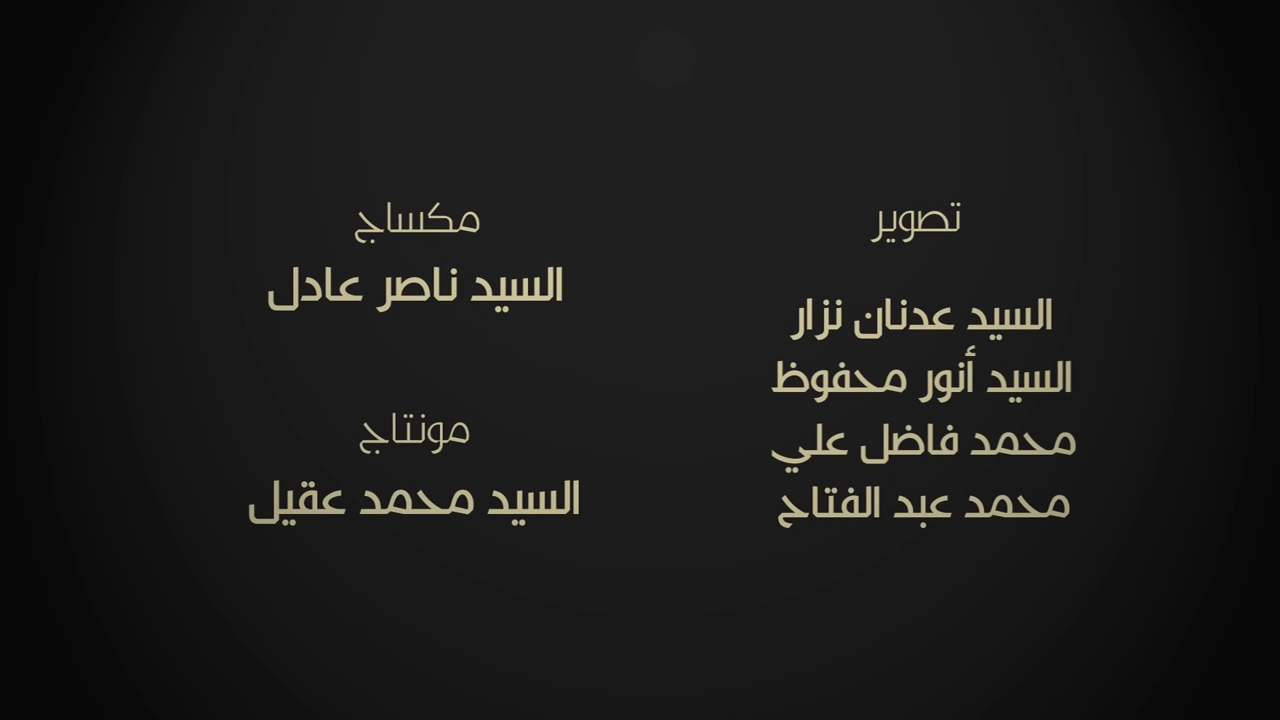 تصوير
السيد عدنان نزار
السيد أنور محفوظ
محمد فاضل علي
محمد عبد الفتاح
مكساج
السيد ناصر عادل
مونتاج
السيد محمد عقيل